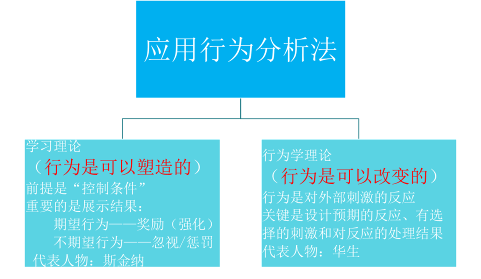 应用行为分析法
学习理论
（行为是可以塑造的）
前提是“控制条件”
重要的是展示结果：
期望行为——奖励（强化）
不期望行为——忽视/惩罚
代表人物：斯金纳
行为学理论
（行为是可以改变的）
行为是对外部刺激的反应
关键是设计预期的反应、有选
择的刺激和对反应的处理结果
代表人物：华生